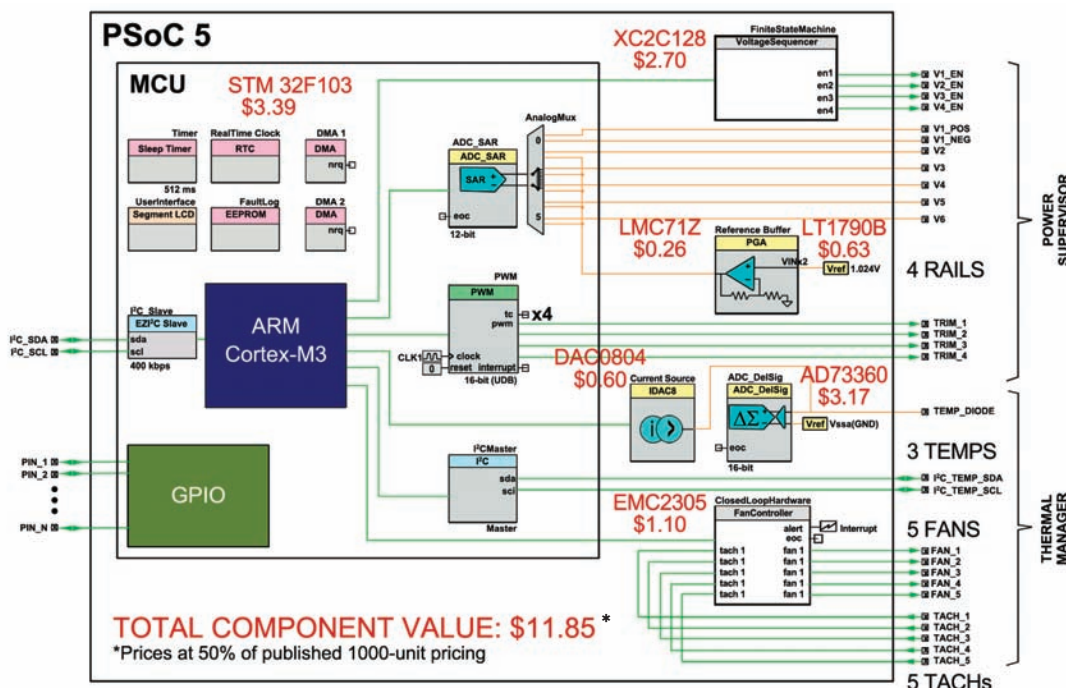 PSoC 5
MCU
STM 32F103
$3.39
XC2C128
$2.70
FiniteStateMachine
VoltageSequencer
en1
en2
en3
en4
V1_EN
V2_EN
V3_EN
V4_EN
Timer
Sleep Timer
512 ms
RealTime Clock
RTC
DMA 1
DMA
nrq
UserInterface
Segment LCD
FaultLog
EEPROM
DMA 2
DMA
nrq
ADC_SAR
ADC_SAR
SAR
eoc
12-bit
AnalogMux
0
5
V1_POS
V1_NEG
V2
V3
V4
V5
V6
LMC71Z
$0.26
Reference Buffer
PGA
VINx2
LT1790B
$0.63
Vref
1.024V
4 RAILS
POWER
SUPERVISOR
I²C_Slave
EZI²C Slave
sda
scl
400 kbps
I²C_SDA
I²C_SCL
ARM
Cortex-M3
PWM
PWM
tc
pwm
x4
CLK1
clock
0
reset interrupt
16-bit (UDB)
TRIM_1
TRIM_2
TRIM_3
TRIM_4
DAC0804
$0.60
Current Source
IDAC8
ADC_DelSig
ADC_DelSig
ΔΣ
eoc
16-bit
AD73360
$3.17
Vref
Vssa(GND)
TEMP_DIODE
3 TEMPS
PIN_1
PIN_2
PIN_N
GPIO
I²CMaster
I²C
sda
scl
Master
I²C_TEMP_SDA
I²C_TEMP_SCL
EMC2305
$1.10
ClosedLoopHardware
FanController
alert
eoc
Interrupt
tach 1
tach 1
tach 1
tach 1
tach 1
fan 1
fan 1
fan 1
fan 1
fan 1
5 FANS
FAN_1
FAN_2
FAN_3
FAN_4
FAN_5
TACH_1
TACH_2
TACH_3
TACH_4
TACH_5
THERMAL
MANAGER
5 TACHs
TOTAL COMPONENT VALUE: $11.85 *
*Prices at 50% of published 1000-unit pricing